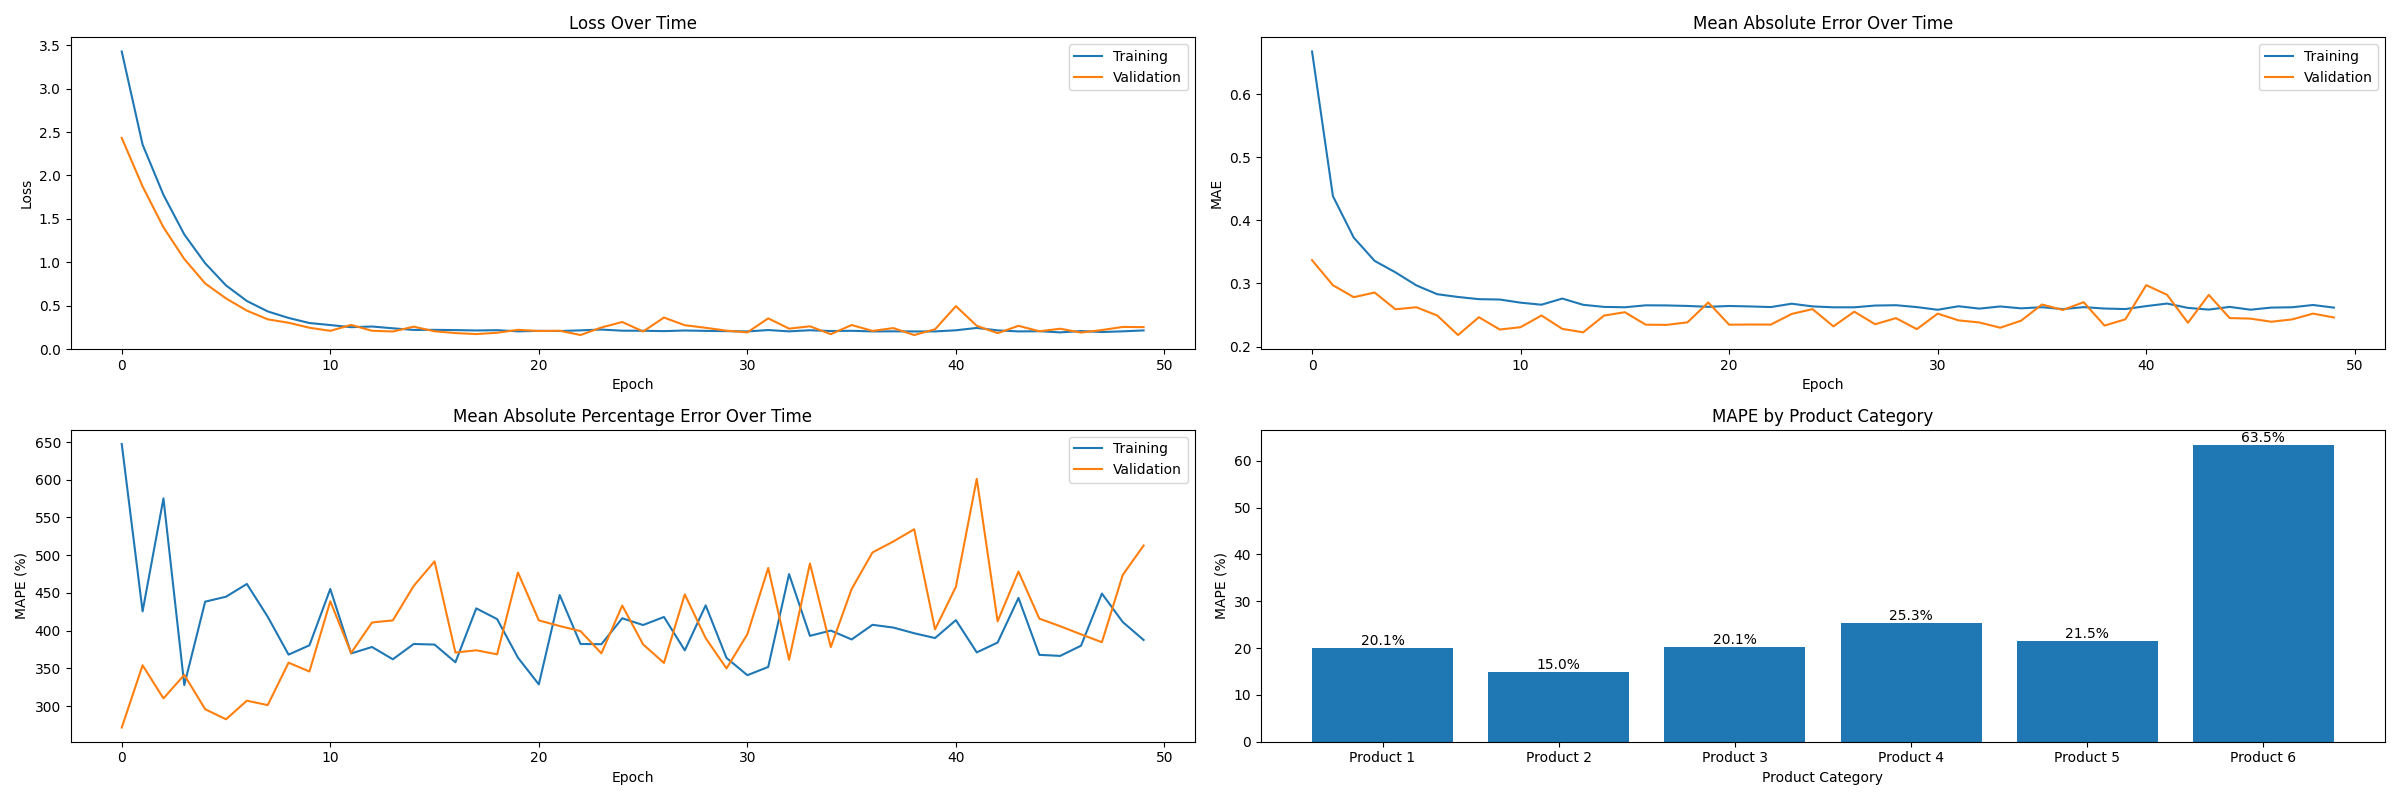 Loss Over Time
3.5
3.0
2.5
2.0
1.5
1.0
0.5
0.0
Loss
0 10 20 30 40 50
Epoch
Training
Validation
Mean Absolute Error Over Time
0.6
0.5
0.4
0.3
0.2
MAE
0 10 20 30 40 50
Epoch
Training
Validation
Mean Absolute Percentage Error Over Time
650
600
550
500
450
400
350
300
MAPE (%)
0 10 20 30 40 50
Epoch
Training
Validation
MAPE by Product Category
60
50
40
30
20
10
0
MAPE (%)
20.1% 15.0% 20.1% 25.3% 21.5% 63.5%
Product 1 Product 2 Product 3 Product 4 Product 5 Product 6
Product Category